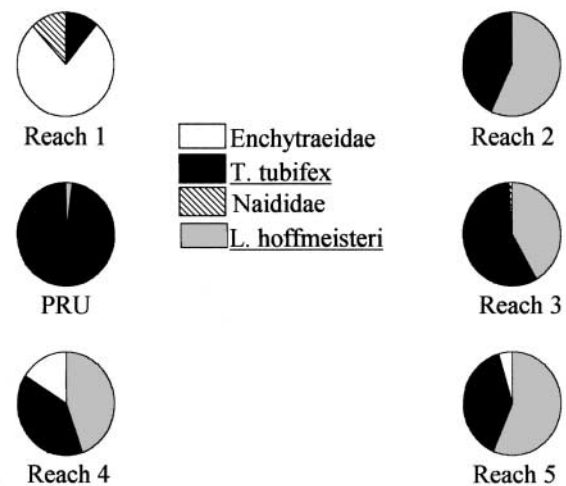 Reach 1
Reach 2
Enchytraeidae
T. tubifex
Naididae
L. hoffmeisteri
PRU
Reach 3
Reach 4
Reach 5